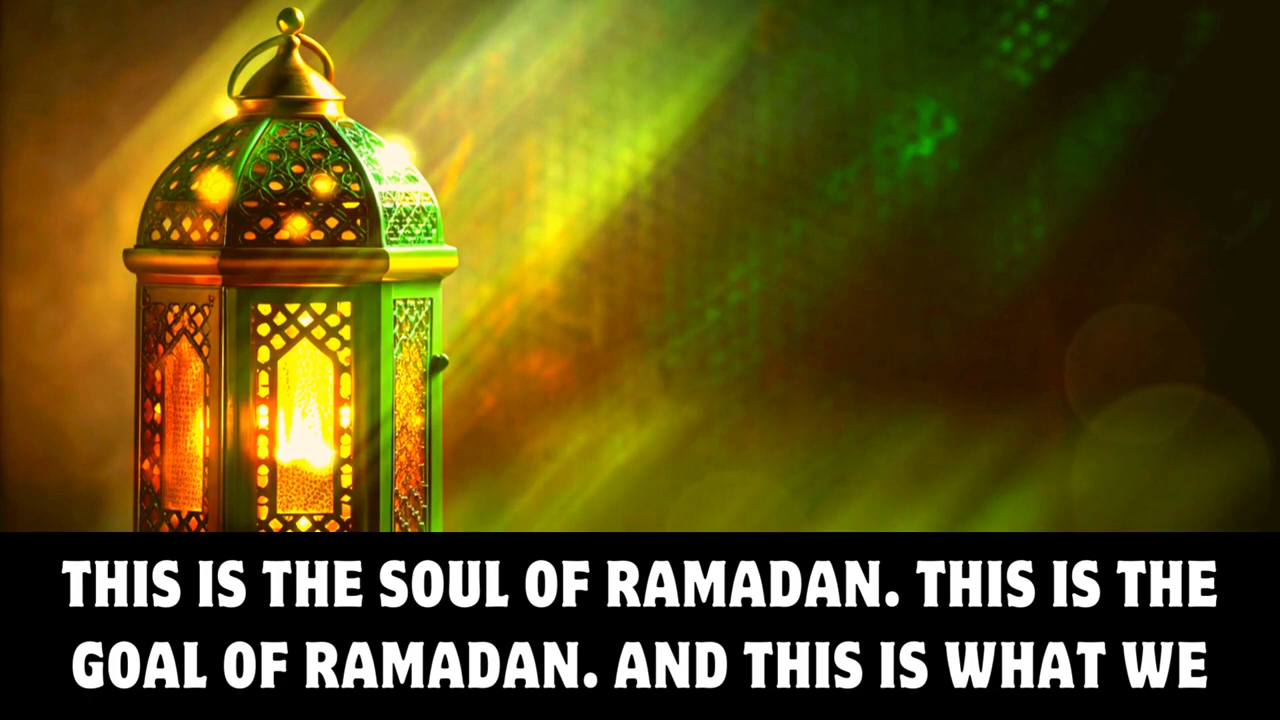 THIS IS THE SOUL OF RAMADAN. THIS IS THE
GOAL OF RAMADAN. AND THIS IS WHAT WE